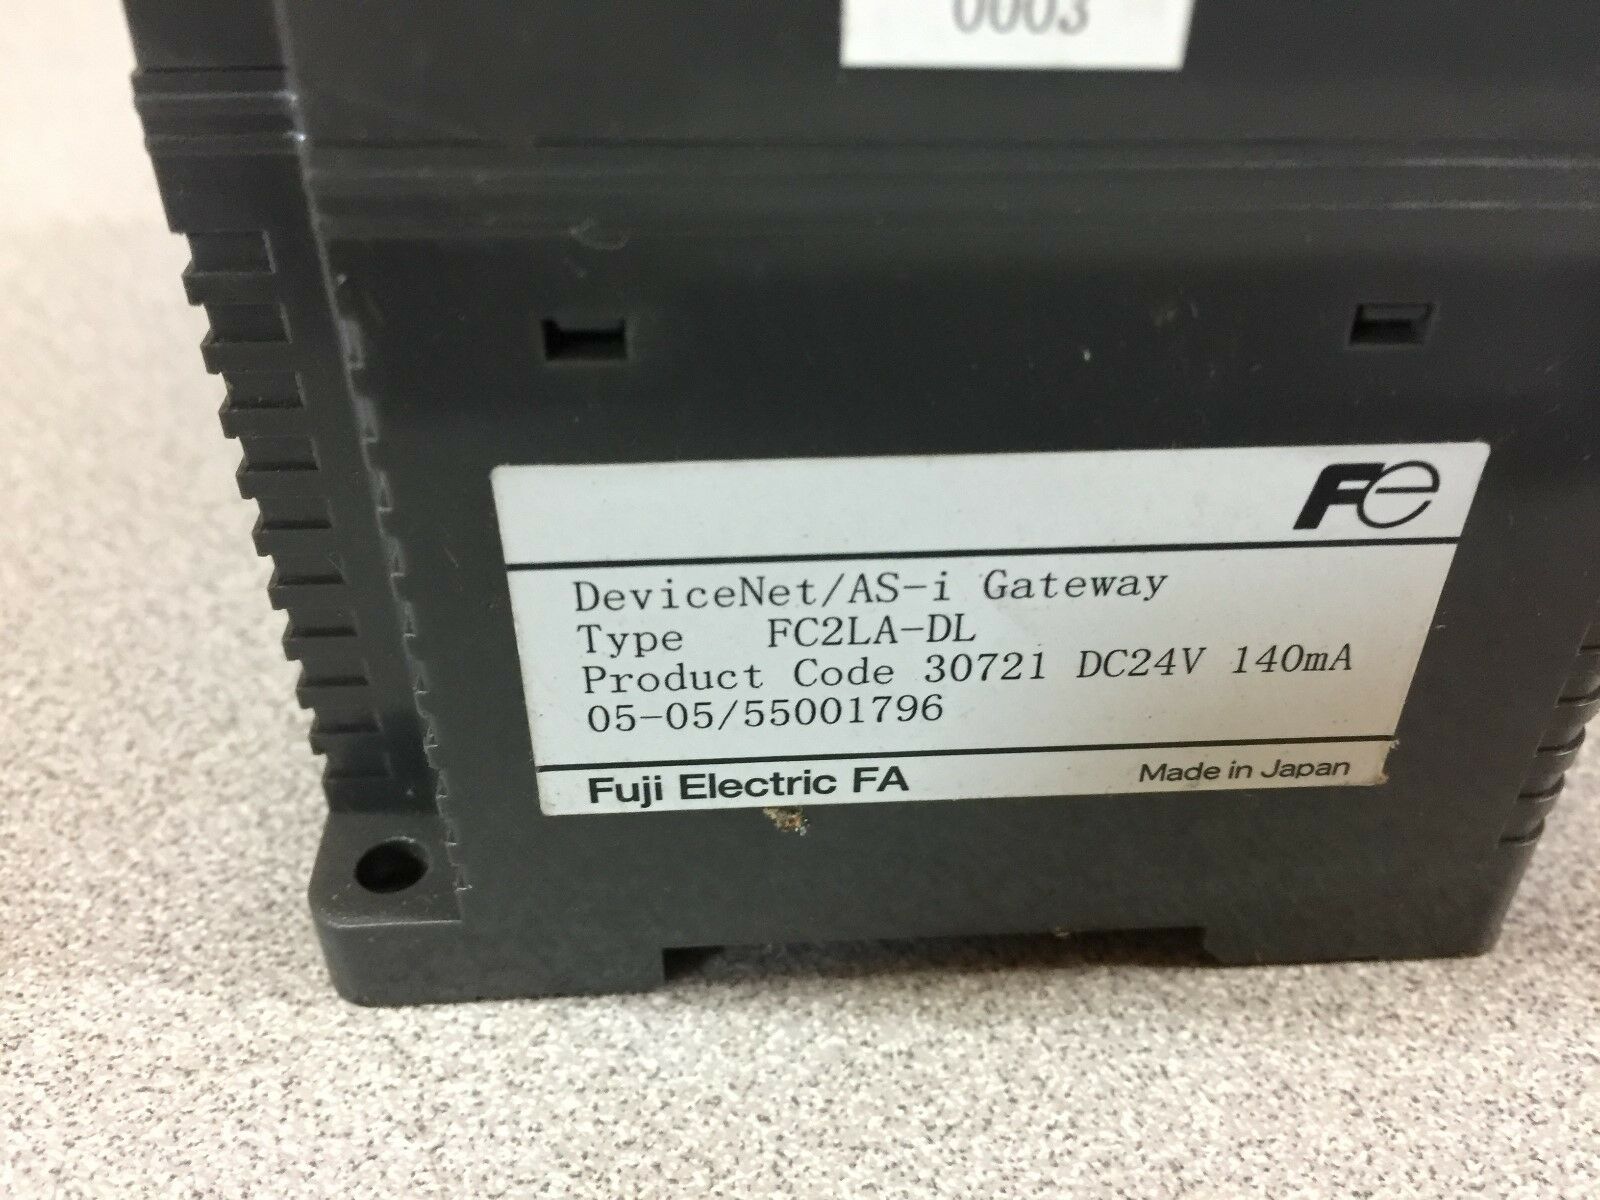 0003
Fe
DeviceNet/AS-i Gateway
Type FC2LA-DL
Product Code 30721 DC24V 140mA
05-05/55001796
Fuji Electric FA Made in Japan